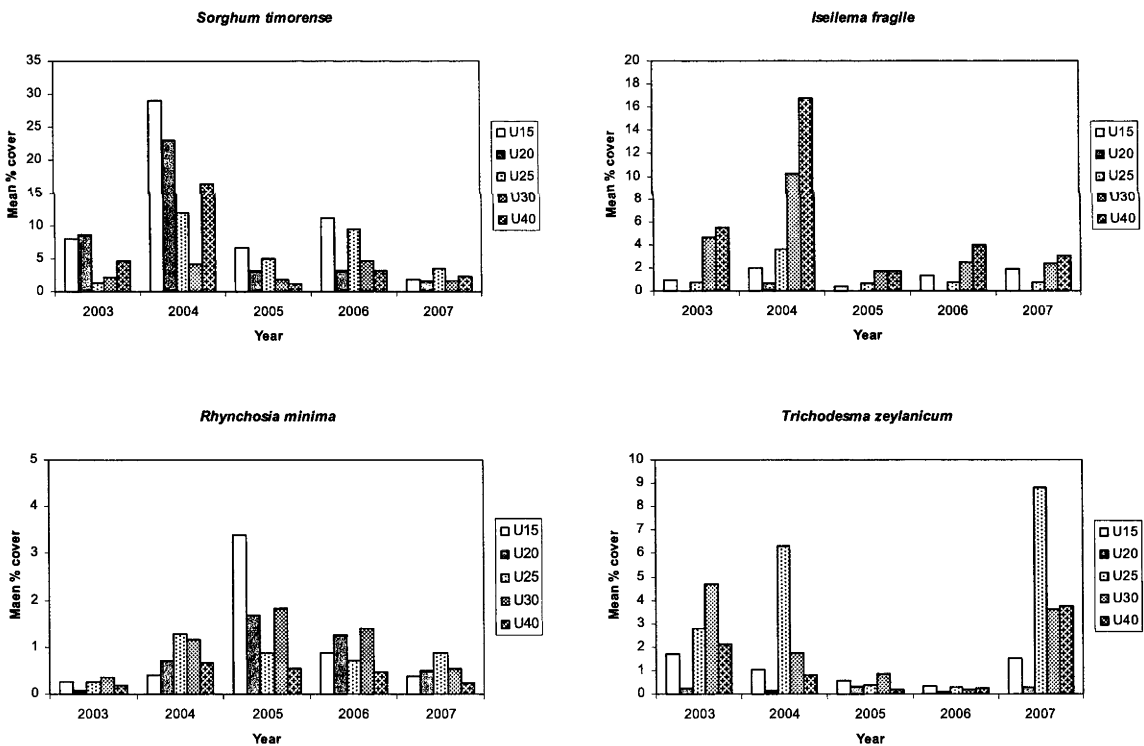 Sorghum timorense
35
30
25
20
15
10
5
0
Mean % cover
2003 2004 2005 2006 2007
Year
U15
U20
U25
U30
U40
Iseilema fragile
20
18
16
14
12
10
8
6
4
2
0
Mean % cover
2003 2004 2005 2006 2007
Year
U15
U20
U25
U30
U40
Rhynchosia minima
5
4
3
2
1
0
Maen % cover
2003 2004 2005 2006 2007
Year
U15
U20
U25
U30
U40
Trichodesma zeylanicum
10
9
8
7
6
5
4
3
2
1
0
Mean % cover
2003 2004 2005 2006 2007
Year
U15
U20
U25
U30
U40